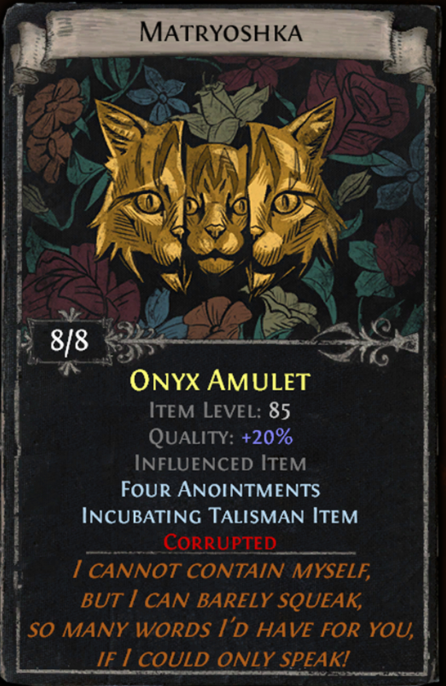 Matryoshka
8/8
Onyx Amulet
Item Level: 85
Quality: +20%
Influenced Item
Four Anointments
Incubating Talisman Item
Corrupted
I cannot contain myself,
but I can barely squeak,
so many words I'd have for you,
if I could only speak!